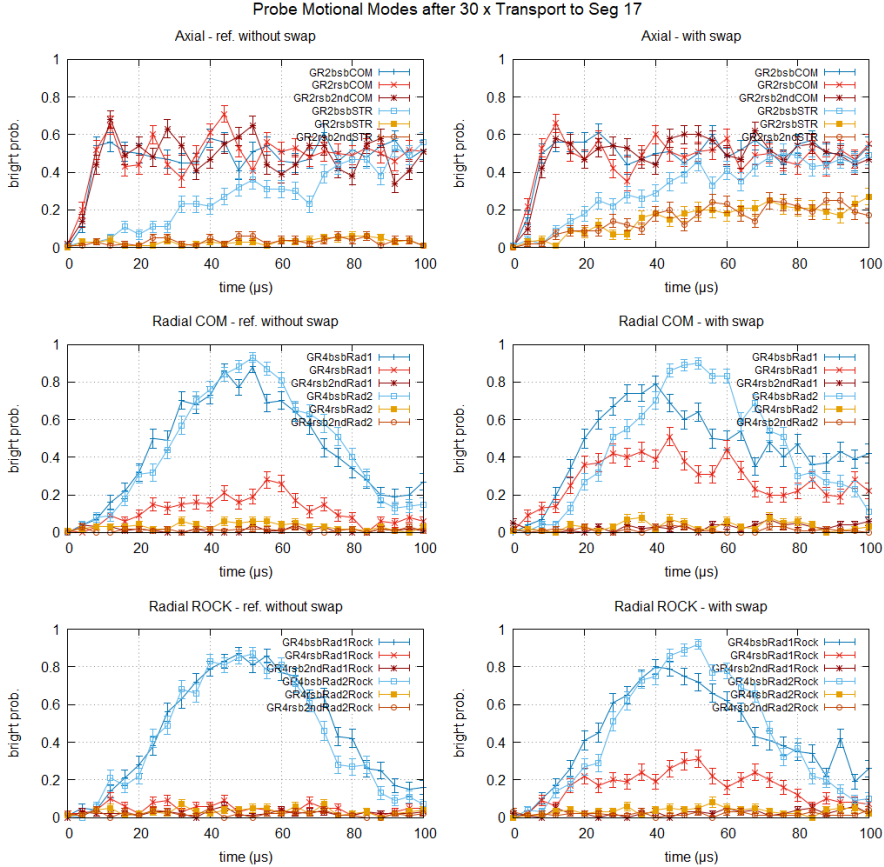 Probe Motional Modes after 30 x Transport to Seg 17
Axial - ref. without swap
bright prob.
1
0.8
0.6
0.4
0.2
0
0 20 40 60 80 100
time (µs)
GR2bsbCOM
GR2rsbCOM
GR2rsb2ndCOM
GR2bsbSTR
GR2rsbSTR
GR2rsb2ndSTR
Axial - with swap
bright prob.
1
0.8
0.6
0.4
0.2
0
0 20 40 60 80 100
time (µs)
GR2bsbCOM
GR2rsbCOM
GR2rsb2ndCOM
GR2bsbSTR
GR2rsbSTR
GR2rsb2ndSTR
Radial COM - ref. without swap
bright prob.
1
0.8
0.6
0.4
0.2
0
0 20 40 60 80 100
time (µs)
GR4bsbRad1
GR4rsbRad1
GR4rsb2ndRad1
GR4bsbRad2
GR4rsbRad2
GR4rsb2ndRad2
Radial COM - with swap
bright prob.
1
0.8
0.6
0.4
0.2
0
0 20 40 60 80 100
time (µs)
GR4bsbRad1
GR4rsbRad1
GR4rsb2ndRad1
GR4bsbRad2
GR4rsbRad2
GR4rsb2ndRad2
Radial ROCK - ref. without swap
bright prob.
1
0.8
0.6
0.4
0.2
0
0 20 40 60 80 100
time (µs)
GR4bsbRad1Rock
GR4rsbRad1Rock
GR4rsb2ndRad1Rock
GR4bsbRad2Rock
GR4rsbRad2Rock
GR4rsb2ndRad2Rock
Radial ROCK - with swap
bright prob.
1
0.8
0.6
0.4
0.2
0
0 20 40 60 80 100
time (µs)
GR4bsbRad1Rock
GR4rsbRad1Rock
GR4rsb2ndRad1Rock
GR4bsbRad2Rock
GR4rsbRad2Rock
GR4rsb2ndRad2Rock